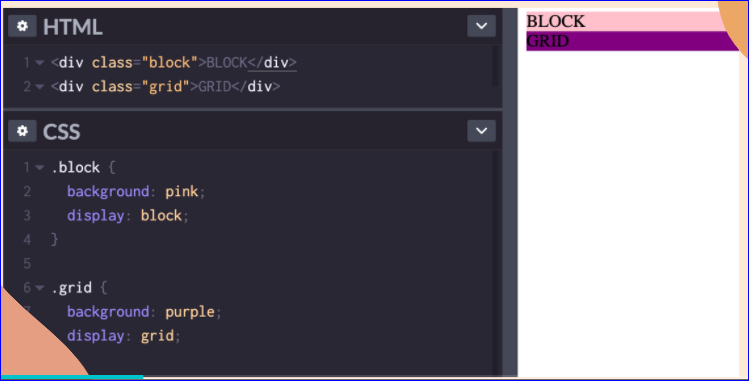 HTML
1 <div class="block">BLOCK</div>
2 <div class="grid">GRID</div>
CSS
1 .block {
2 background: pink;
3 display: block;
4 }
5
6 .grid {
7 background: purple;
display: grid;
BLOCK
GRID